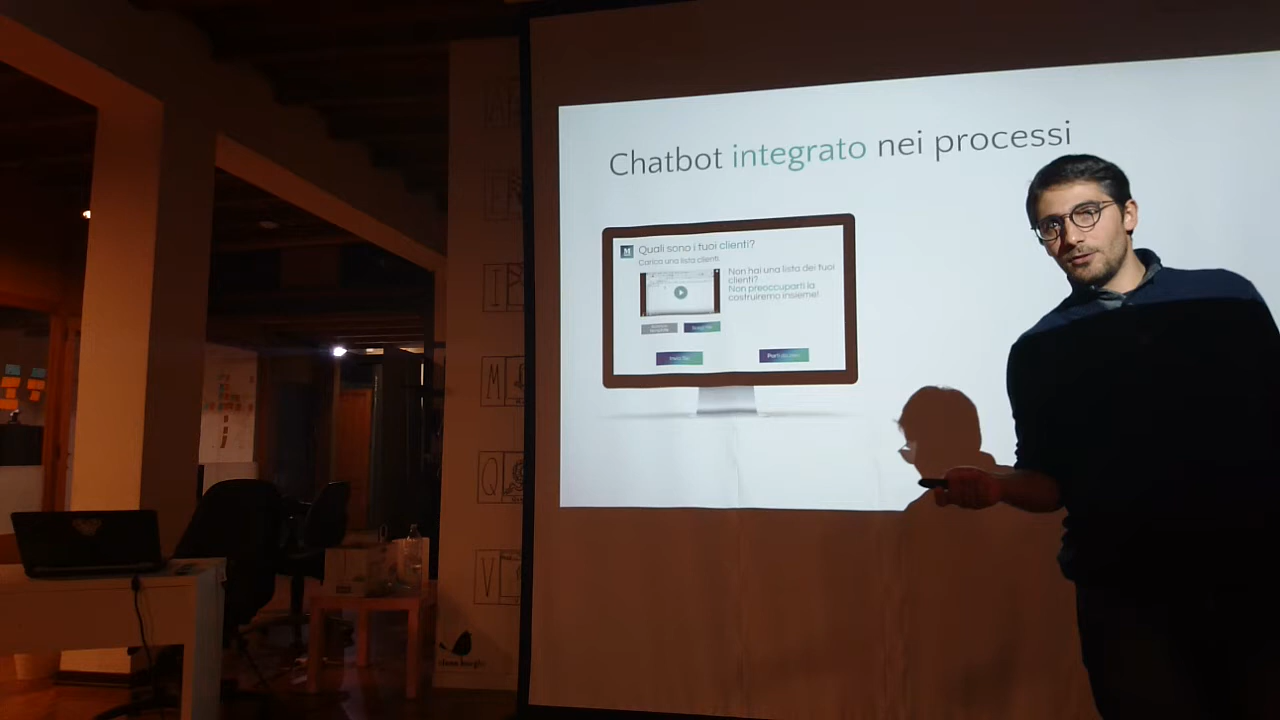 Chatbot integrato nei processi
M
Quali sono i tuoi clienti?
Carica una lista clienti.
Non hai una lista dei tuoi
clienti?
Non preoccuparti la
costruiremo insieme!
I
M
Q
V